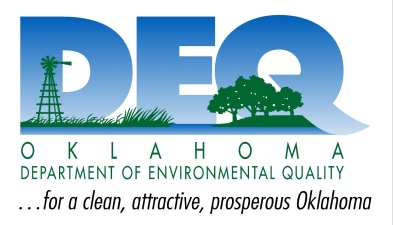 DEQ
OKLAHOMA
DEPARTMENT OF ENVIRONMENTAL QUALITY
...for a clean, attractive, prosperous Oklahoma